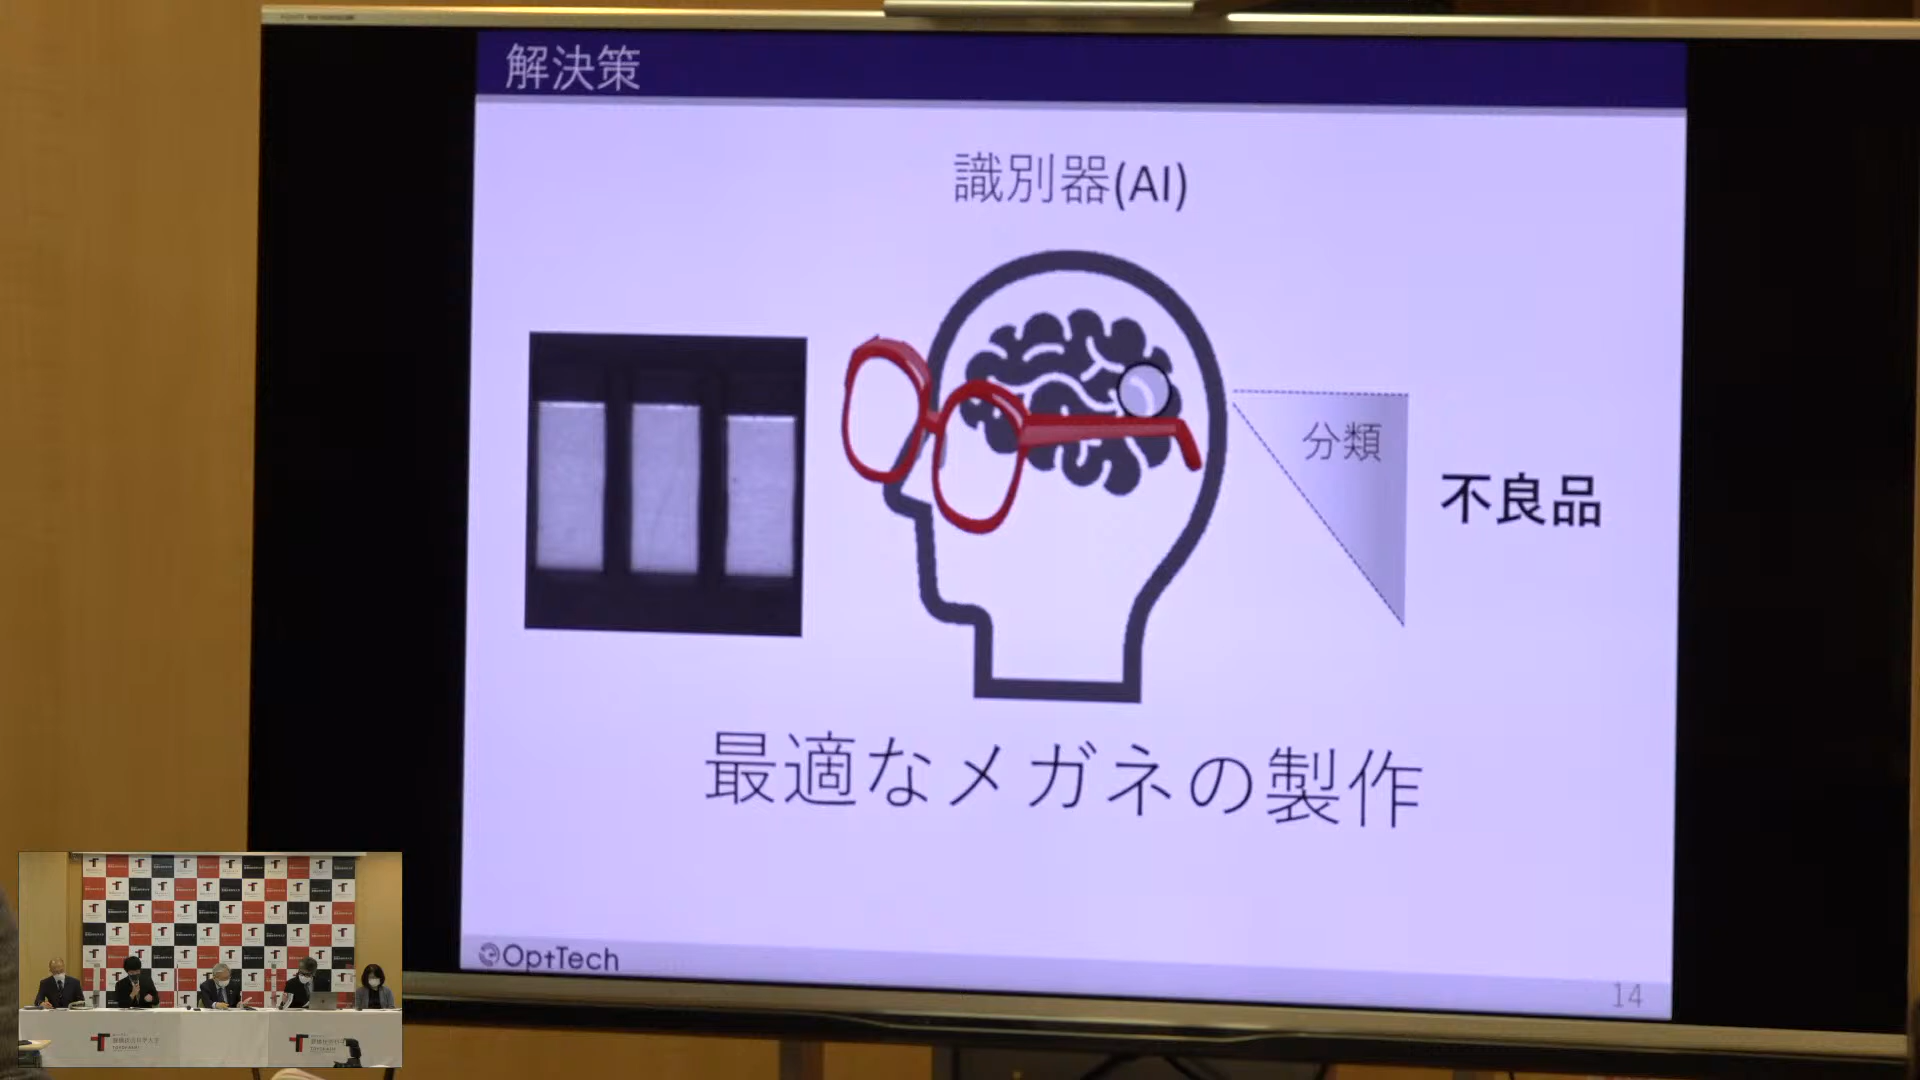 解決策
識別器(AI)
分類
不良品
最適なメガネの製作
OptTech
14